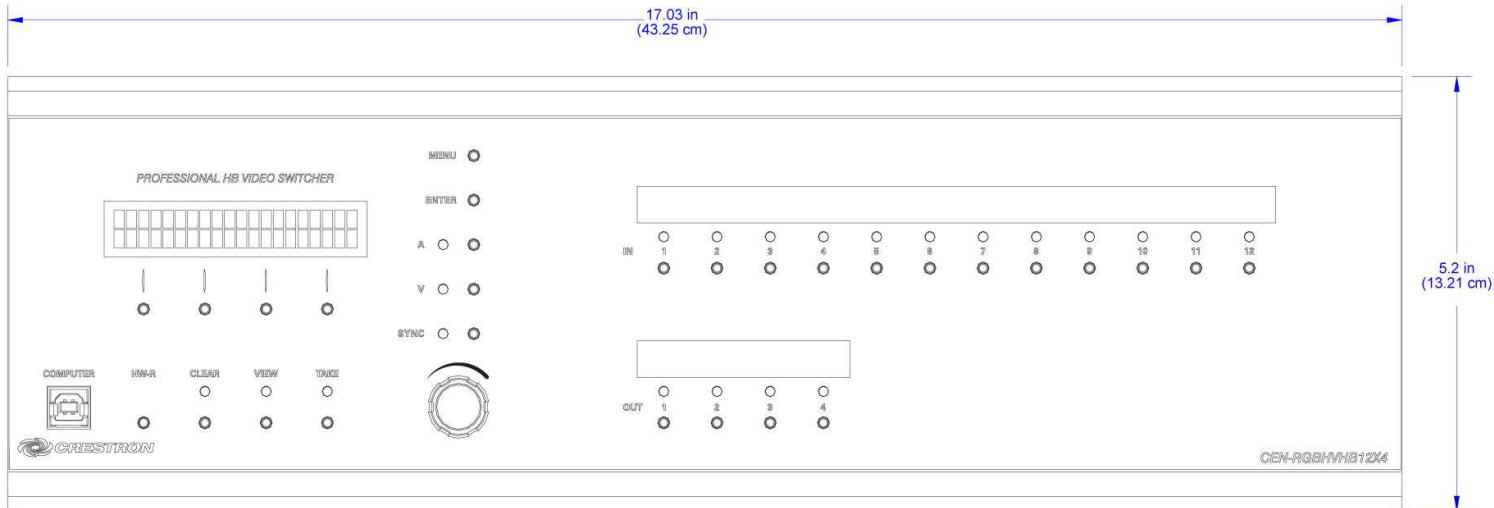 17.03 in
(43.25 cm)
MENU
PROFESSIONAL HB VIDEO SWITCHER
ENTER
A
IN 1 2 3 4 5 6 7 8 9 10 11 12
5.2 in
(13.21 cm)
V
SYNC
COMPUTER HW-R CLEAR VIEW TAKE
OUT 1 2 3 4
CRESTRON
CEN-RGBHVHB12X4